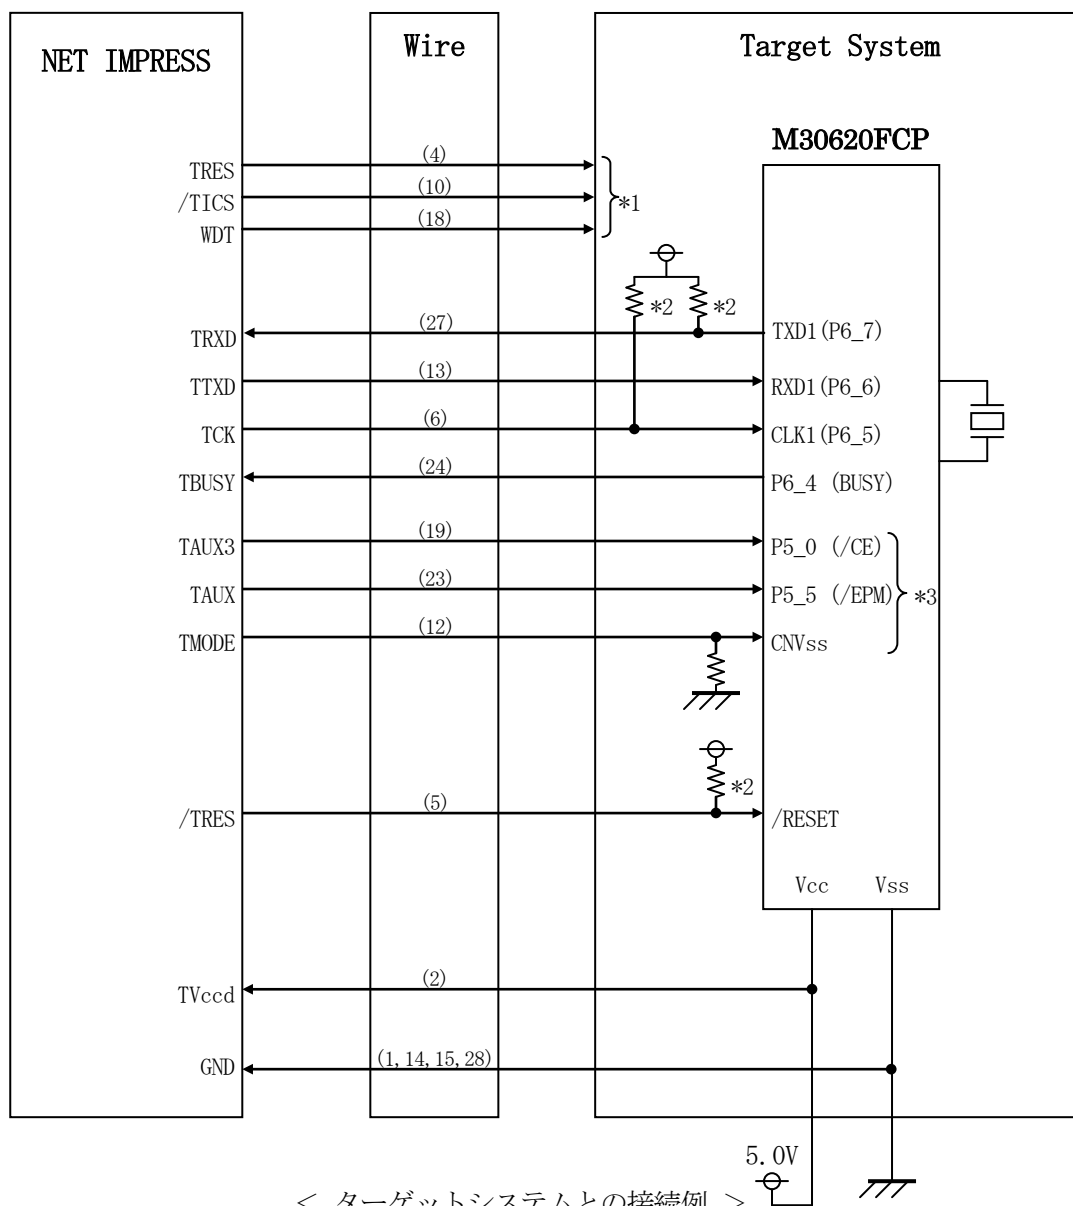 NET IMPRESS
Wire
Target System
M30620FCP
TRES
(4)
/TICS
(10)
*1
WDT
(18)
*2
*2
TRXD
(27)
TXD1(P6_7)
TTXD
(13)
RXD1(P6_6)
TCK
(6)
CLK1(P6_5)
TBUSY
(24)
P6_4 (BUSY)
TAUX3
(19)
P5_0 (/CE)
TAUX
(23)
P5_5 (/EPM)
*3
TMODE
(12)
CNVss
*2
/TRES
(5)
/RESET
Vcc
Vss
TVccd
(2)
GND
(1,14,15,28)
5.0V
< ターゲットシステムとの接続例 >